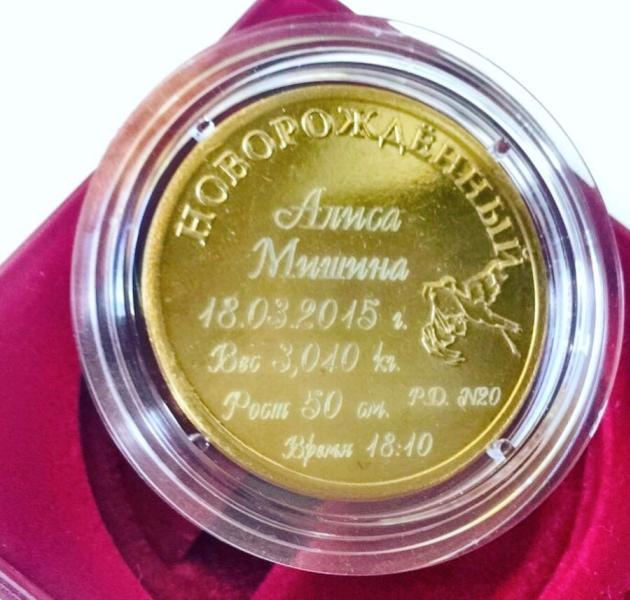 НОВОРОЖДЁННЫЙ
Алиса
Мишина
18.03.2015 г.
Вес 3,040 кг.
Рост 50 см.
Р.Д. №20
Время 18:10